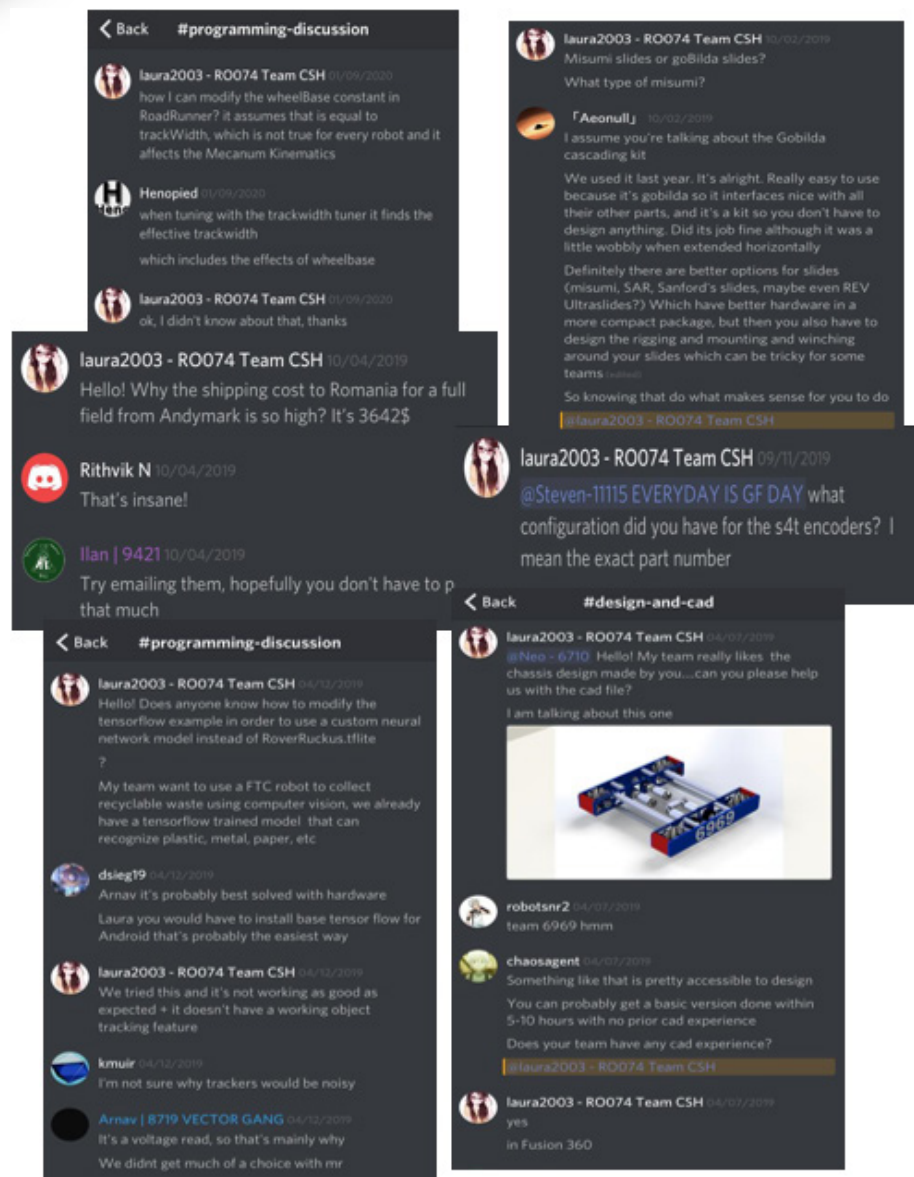 Back #programming-discussion
laura2003 - RO074 Team CSH 01/09/2020
how I can modify the wheelBase constant in
RoadRunner? it assumes that is equal to
trackWidth, which is not true for every robot and it
affects the Mecanum Kinematics
Henopied 01/09/2020
when tuning with the trackwidth tuner it finds the
effective trackwidth
which includes the effects of wheelbase
laura2003 - RO074 Team CSH 01/09/2020
ok, I didn't know about that, thanks
laura2003 - RO074 Team CSH 10/02/2019
Misumi slides or goBilda slides?
What type of misumi?
「Aeonull」 10/02/2019
I assume you're talking about the Gobilda
cascading kit
We used it last year. It's alright. Really easy to use
because it's gobilda so it interfaces nice with all
their other parts, and it's a kit so you don't have to
design anything. Did its job fine although it was a
little wobbly when extended horizontally
Definitely there are better options for slides
(misumi, SAR, Sanford's slides, maybe even REV
Ultraslides?) Which have better hardware in a
more compact package, but then you also have to
design the rigging and mounting and winching
around your slides which can be tricky for some
teams (edited)
So knowing that do what makes sense for you to do
@laura2003 - RO074 Team CSH
laura2003 - RO074 Team CSH 10/04/2019
Hello! Why the shipping cost to Romania for a full
field from Andymark is so high? It's 3642$
Rithvik N 10/04/2019
That's insane!
Ilan | 9421 10/04/2019
Try emailing them, hopefully you don't have to p
that much
laura2003 - RO074 Team CSH 09/11/2019
@Steven-11115 EVERYDAY IS GF DAY what
configuration did you have for the s4t encoders? I
mean the exact part number
Back #programming-discussion
laura2003 - RO074 Team CSH 04/12/2019
Hello! Does anyone know how to modify the
tensorflow example in order to use a custom neural
network model instead of RoverRuckus.tflite
?
My team want to use a FTC robot to collect
recyclable waste using computer vision, we already
have a tensorflow trained model that can
recognize plastic, metal, paper, etc
dsieg19 04/12/2019
Arnav it's probably best solved with hardware
Laura you would have to install base tensor flow for
Android that's probably the easiest way
laura2003 - RO074 Team CSH 04/12/2019
We tried this and it's not working as good as
expected + it doesn't have a working object
tracking feature
kmuir 04/12/2019
I'm not sure why trackers would be noisy
Arnav | 8719 VECTOR GANG 04/12/2019
It's a voltage read, so that's mainly why
We didnt get much of a choice with mr
Back #design-and-cad
laura2003 - RO074 Team CSH 04/07/2019
@Neo - 6710 Hello! My team really likes the
chassis design made by you....can you please help
us with the cad file?
I am talking about this one
6969
robotsnr2 04/07/2019
team 6969 hmm
chaosagent 04/07/2019
Something like that is pretty accessible to design
You can probably get a basic version done within
5-10 hours with no prior cad experience
Does your team have any cad experience?
@laura2003 - RO074 Team CSH
laura2003 - RO074 Team CSH 04/07/2019
yes
in Fusion 360